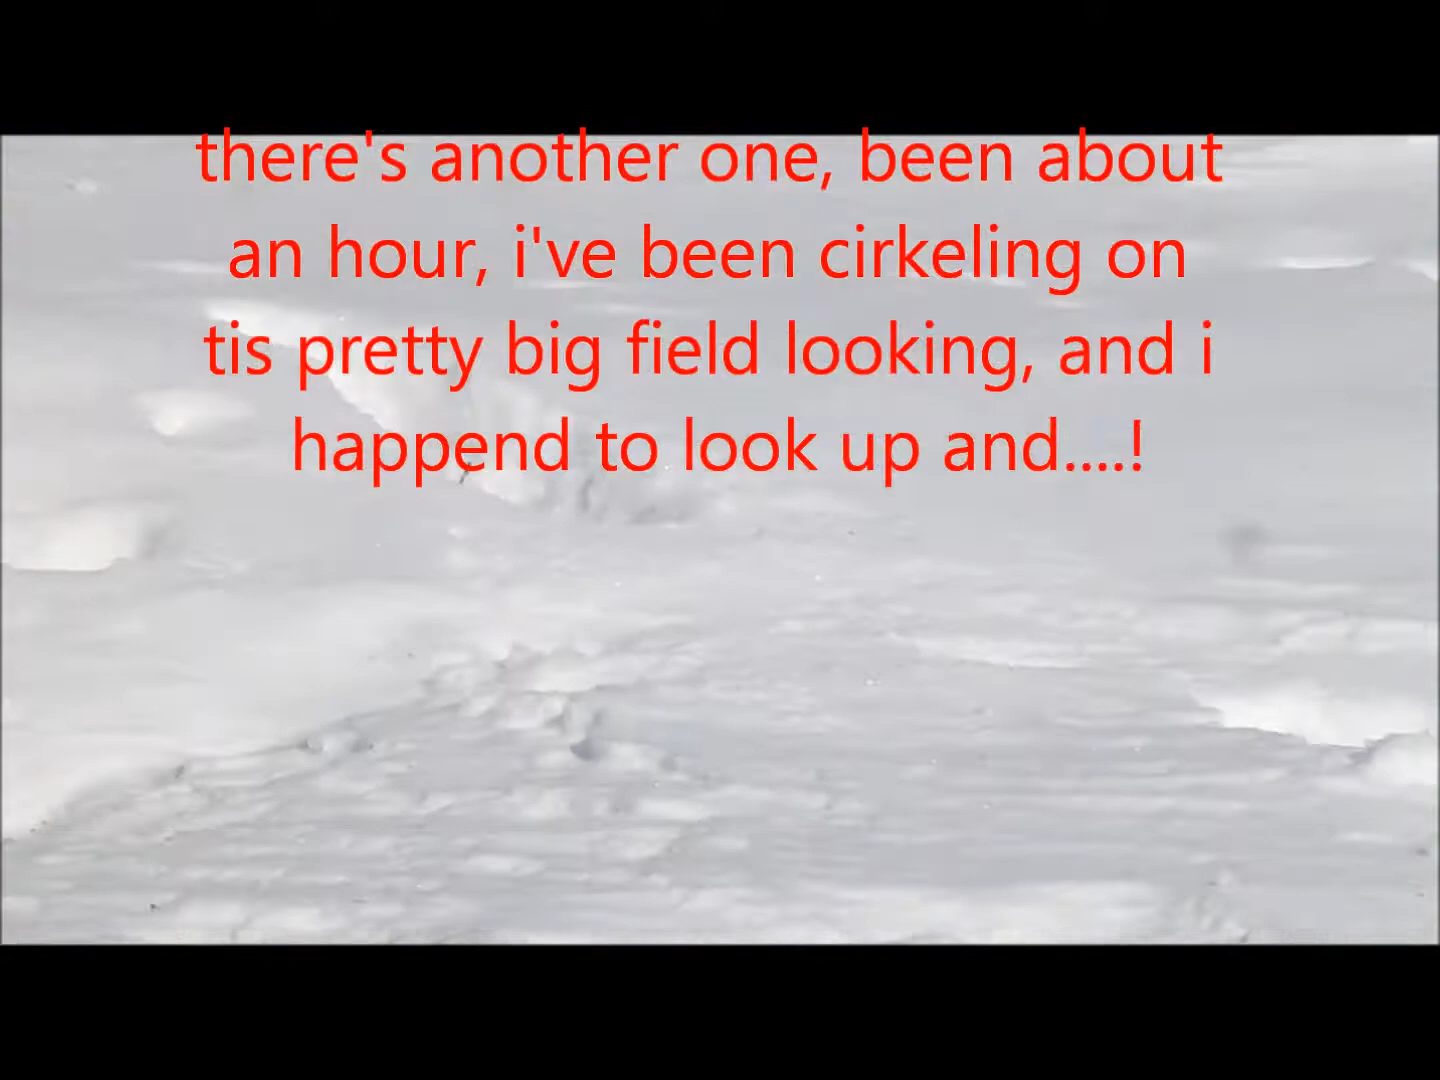 there's another one, been about
an hour, i've been cirkeling on
tis pretty big field looking, and i
happend to look up and....!